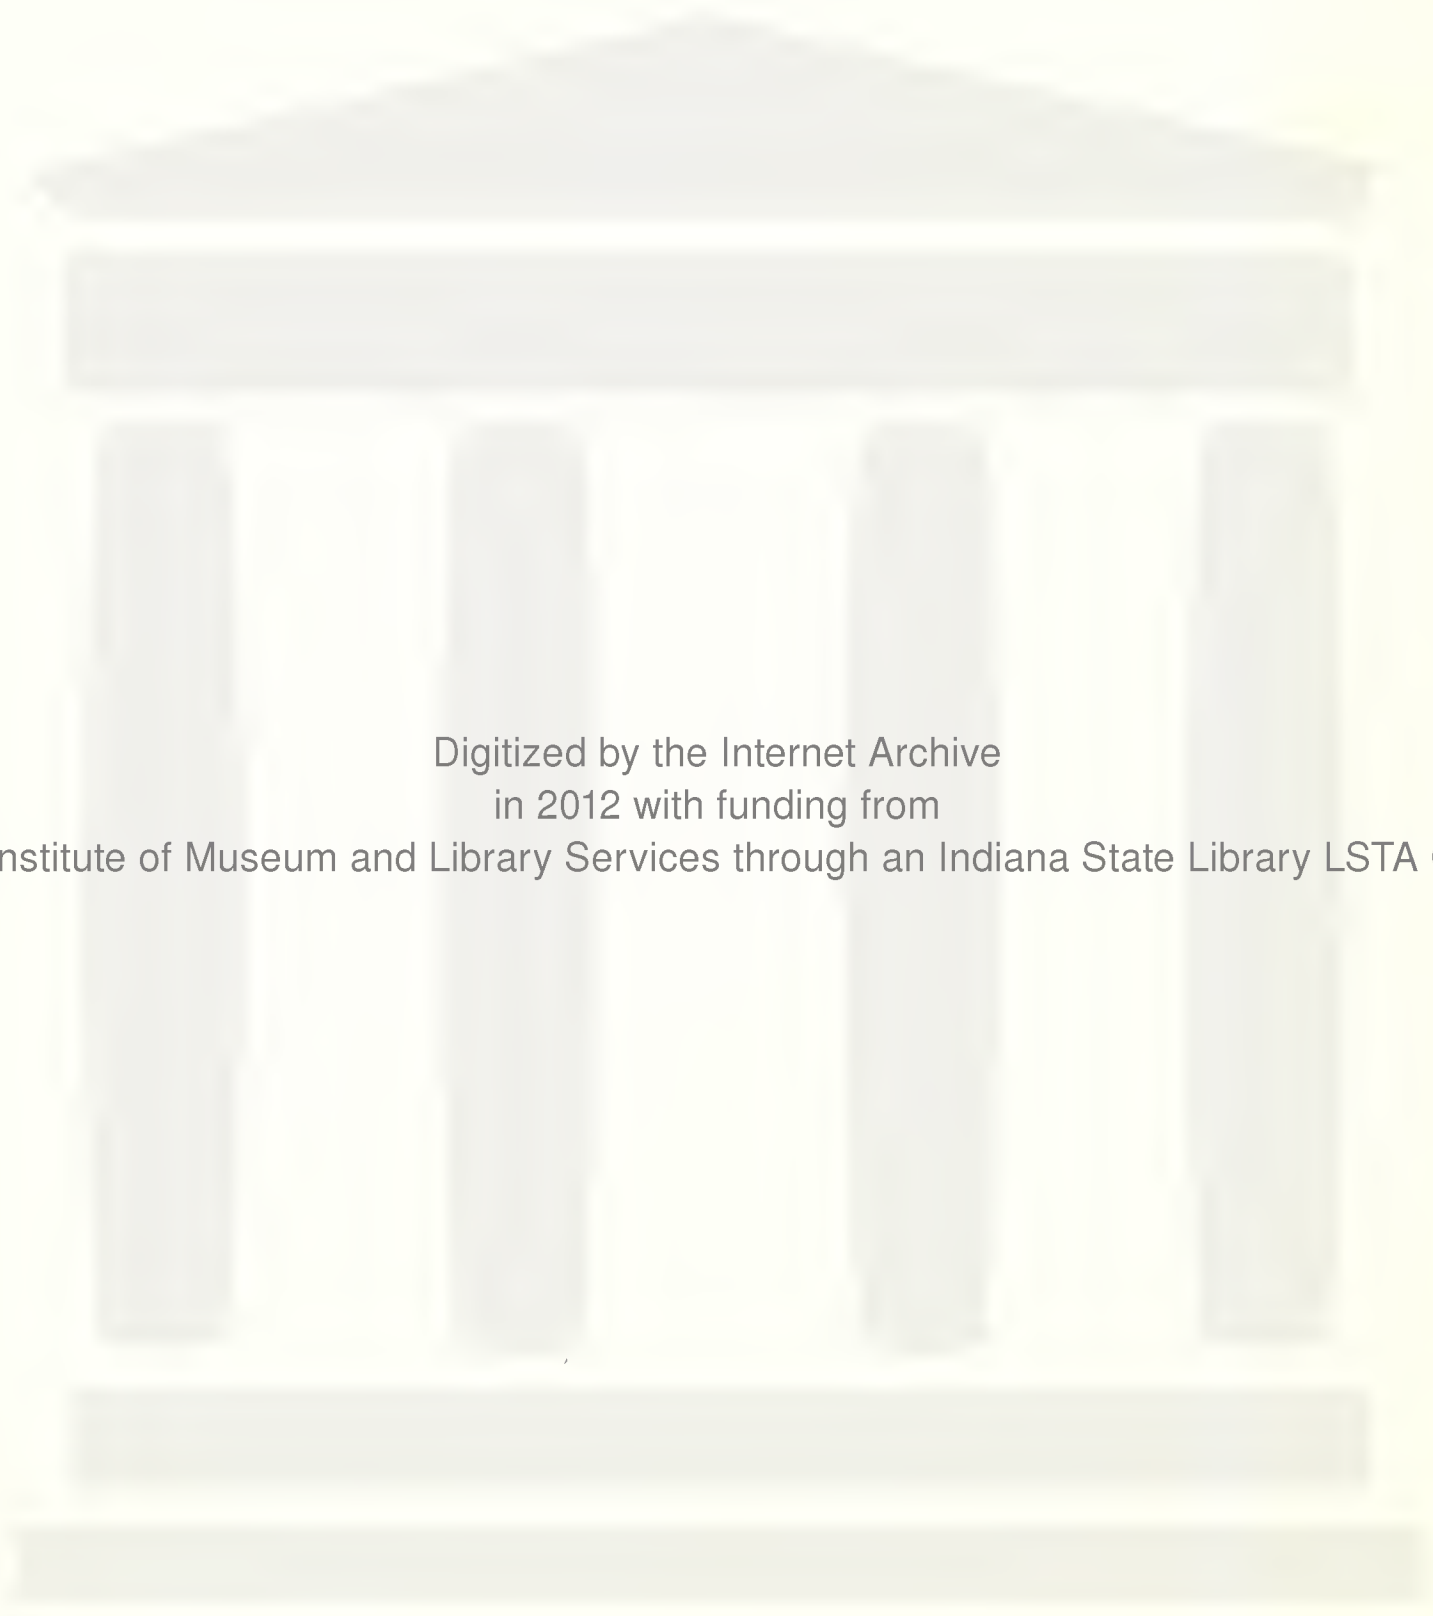 Digitized by the Internet Archive
in 2012 with funding from
nstitute of Museum and Library Services through an Indiana State Library LSTA